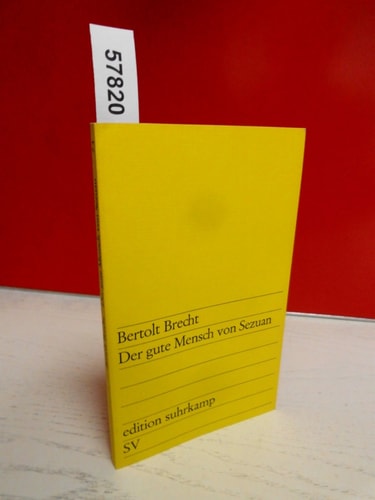 57820
Bertolt Brecht
Der gute Mensch von Sezuan
edition suhrkamp
SV